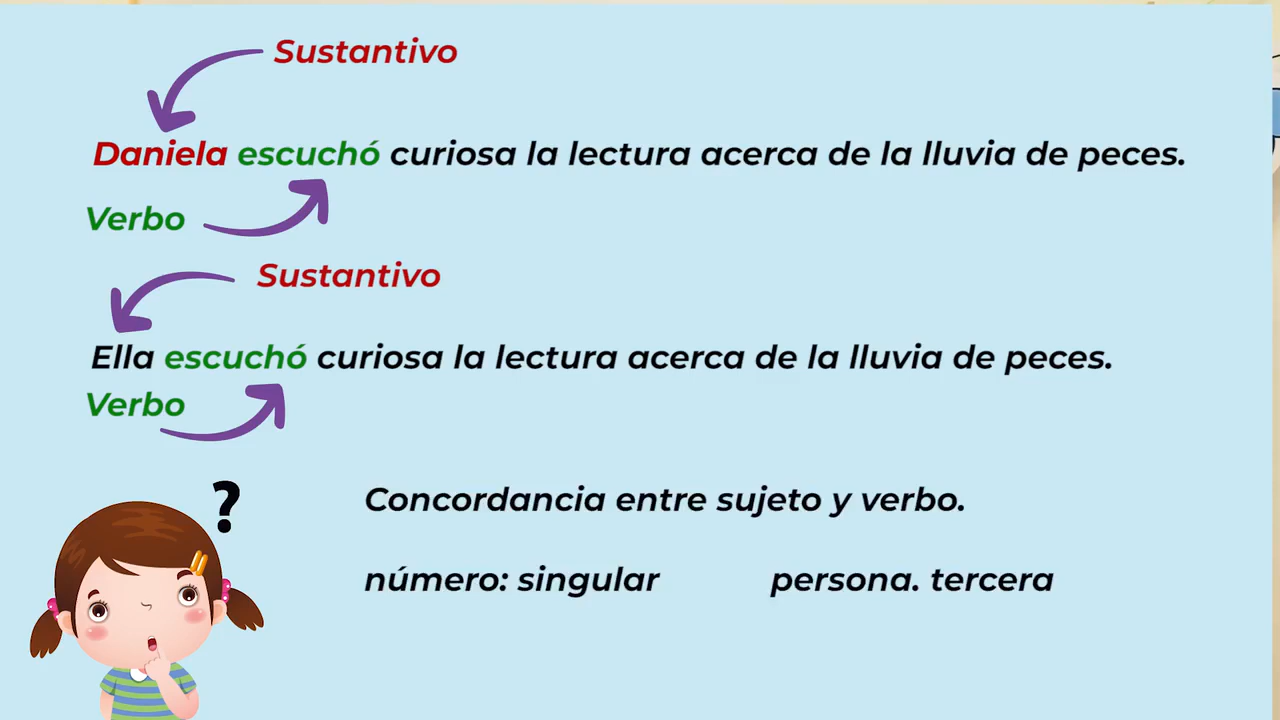 Sustantivo
Daniela escuchó curiosa la lectura acerca de la lluvia de peces.
Verbo
Sustantivo
Ella escuchó curiosa la lectura acerca de la lluvia de peces.
Verbo
?
Concordancia entre sujeto y verbo.
número: singular persona. tercera